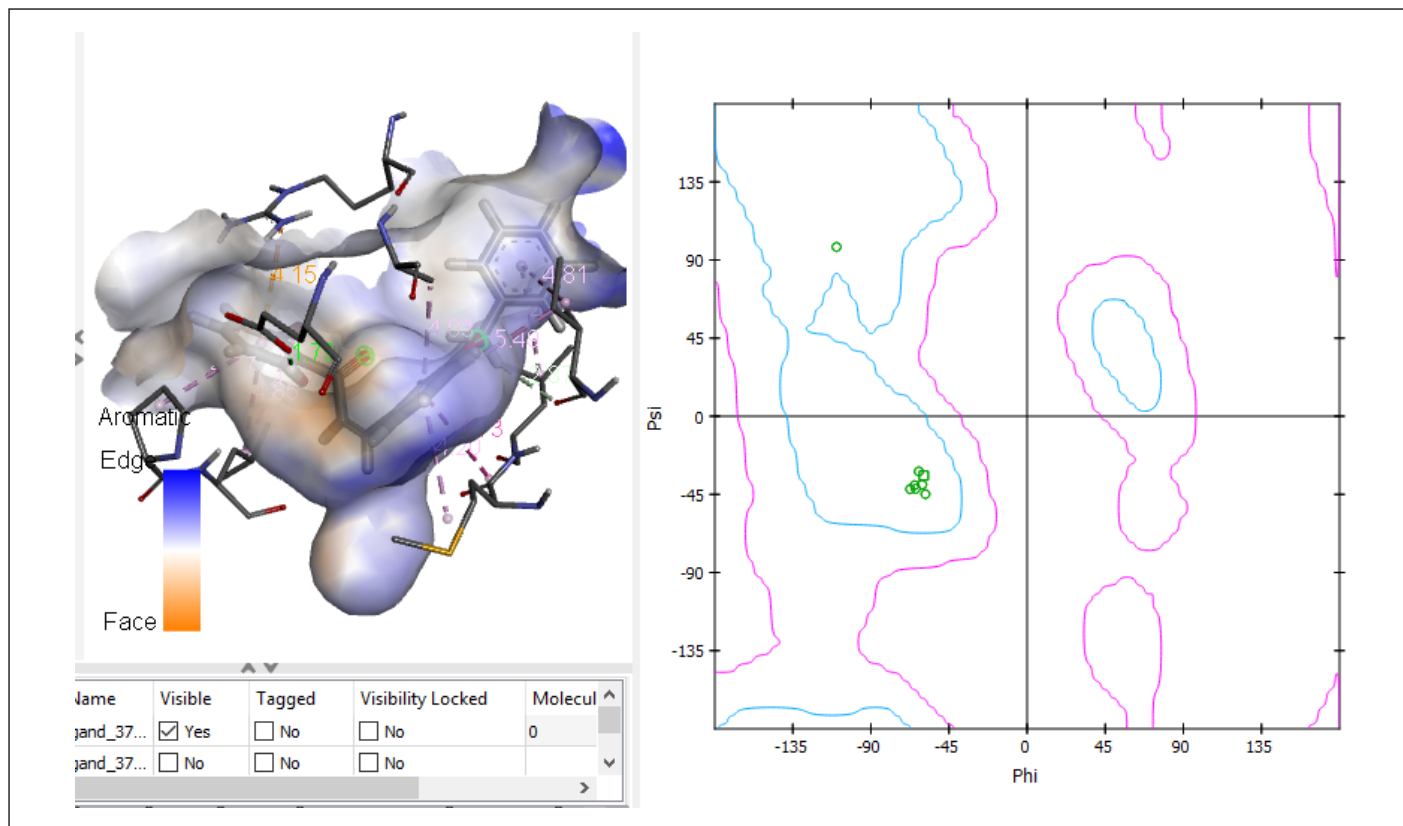 4.15
4.81
5.48
Aromatic
Edge
Face
Name Visible Tagged Visibility Locked Molecul
gand_37... Yes No No 0
gand_37... No No No
135
90
45
0
-45
-90
-135
Psi
-135 -90 -45 0 45 90 135
Phi